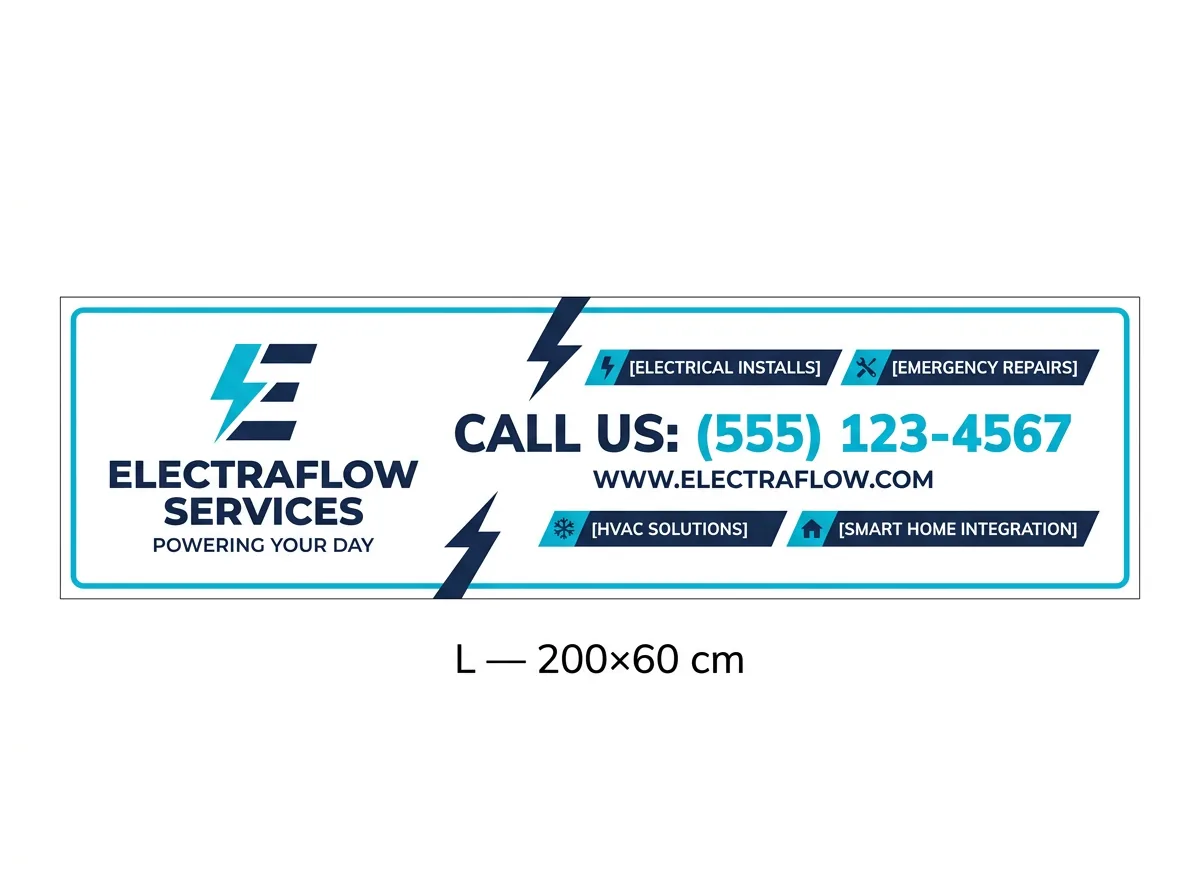 ELECTRAFLOW
SERVICES
POWERING YOUR DAY
[ELECTRICAL INSTALLS]
[EMERGENCY REPAIRS]
CALL US: (555) 123-4567
WWW.ELECTRAFLOW.COM
[HVAC SOLUTIONS]
[SMART HOME INTEGRATION]
L — 200×60 cm